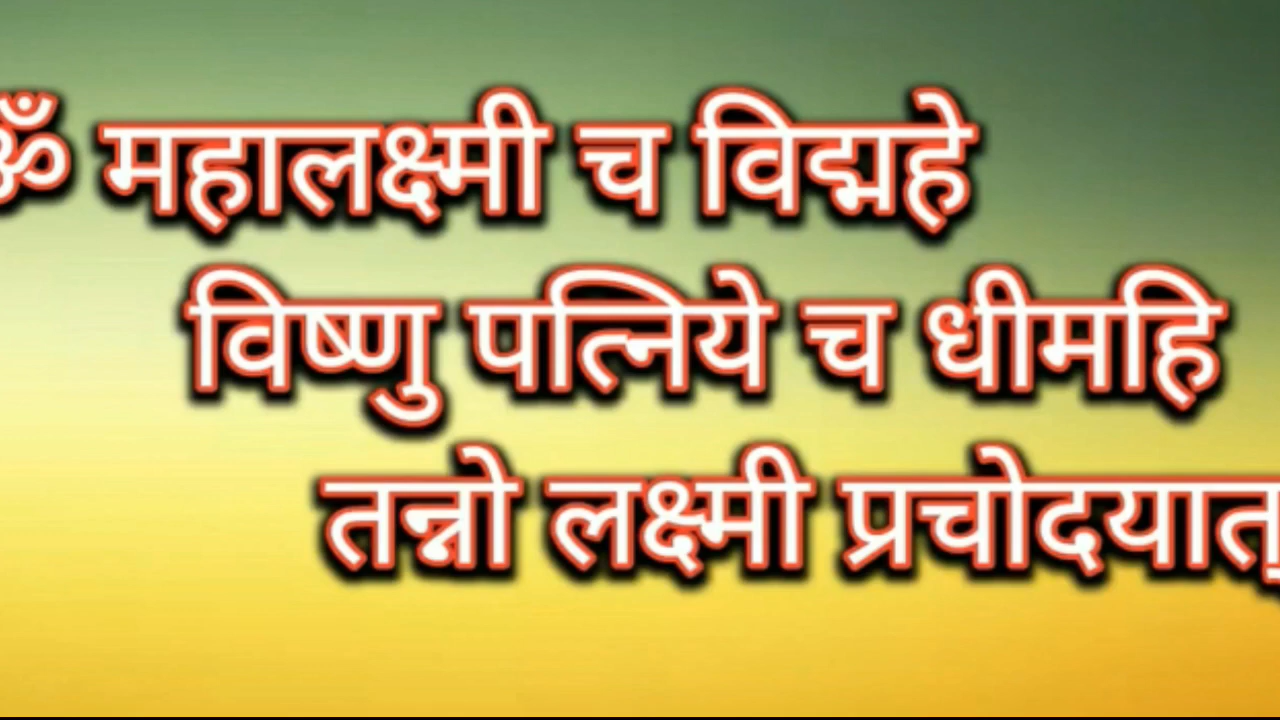 ॐ महालक्ष्मी च विद्महे
विष्णु पत्निये च धीमहि
तन्नो लक्ष्मी प्रचोदयात्